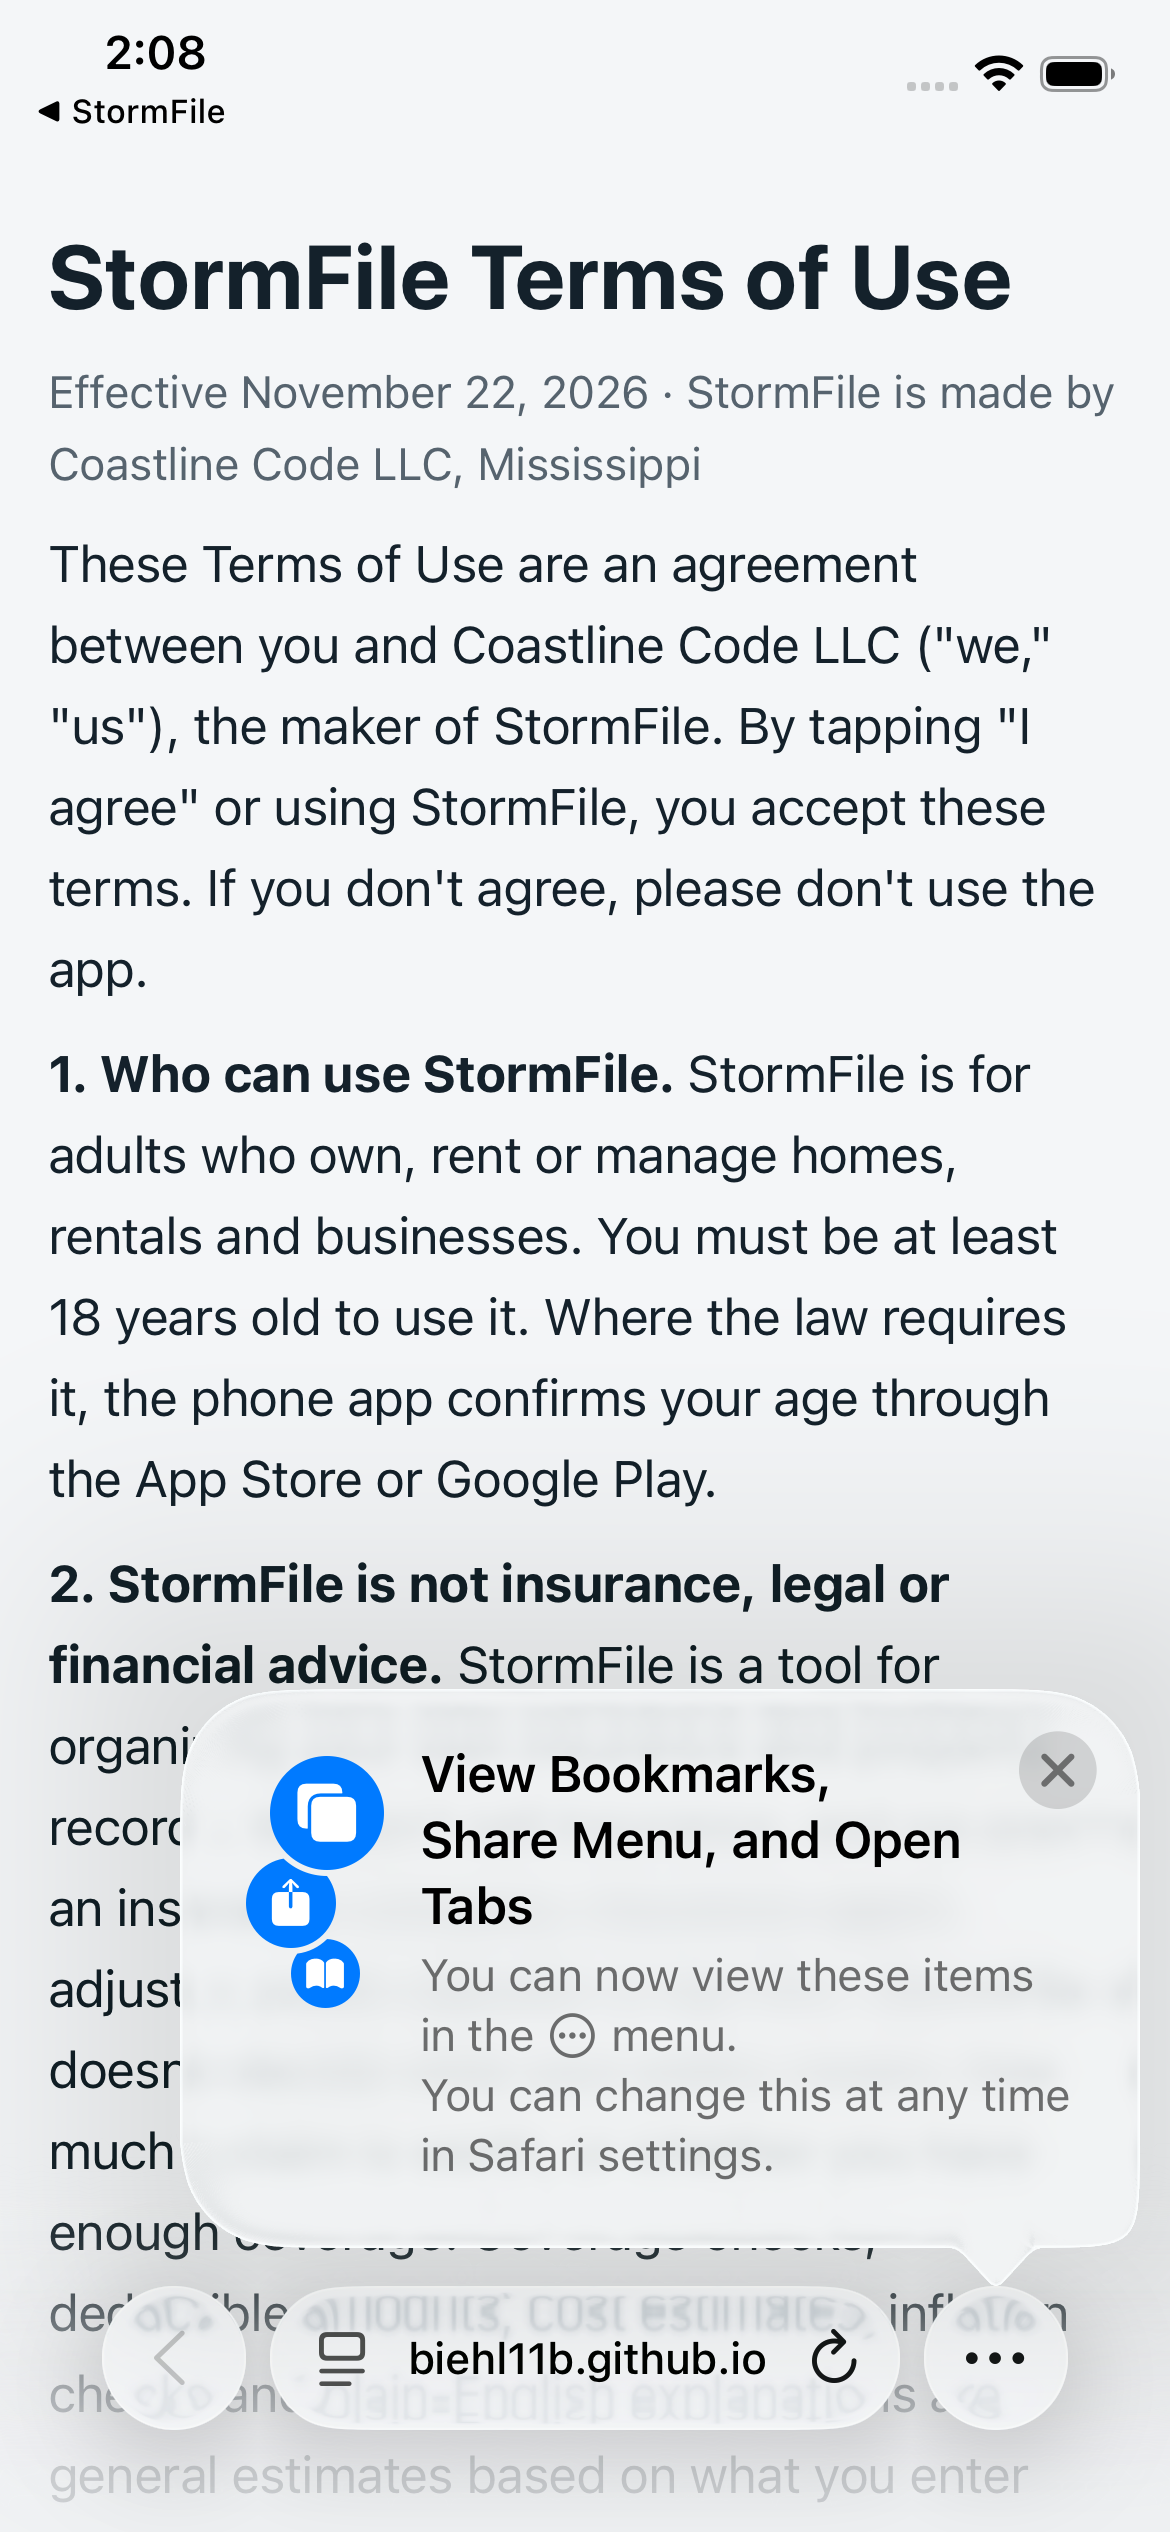 2:08
StormFile
StormFile Terms of Use
Effective November 22, 2026 · StormFile is made by
Coastline Code LLC, Mississippi
These Terms of Use are an agreement
between you and Coastline Code LLC ("we,"
"us"), the maker of StormFile. By tapping "I
agree" or using StormFile, you accept these
terms. If you don't agree, please don't use the
app.
1. Who can use StormFile. StormFile is for
adults who own, rent or manage homes,
rentals and businesses. You must be at least
18 years old to use it. Where the law requires
it, the phone app confirms your age through
the App Store or Google Play.
2. StormFile is not insurance, legal or
financial advice. StormFile is a tool for
an
much
enough
View Bookmarks,
Share Menu, and Open
Tabs
You can now view these items
in the menu.
You can change this at any time
in Safari settings.
biehl11b.github.io
general estimates based on what you enter